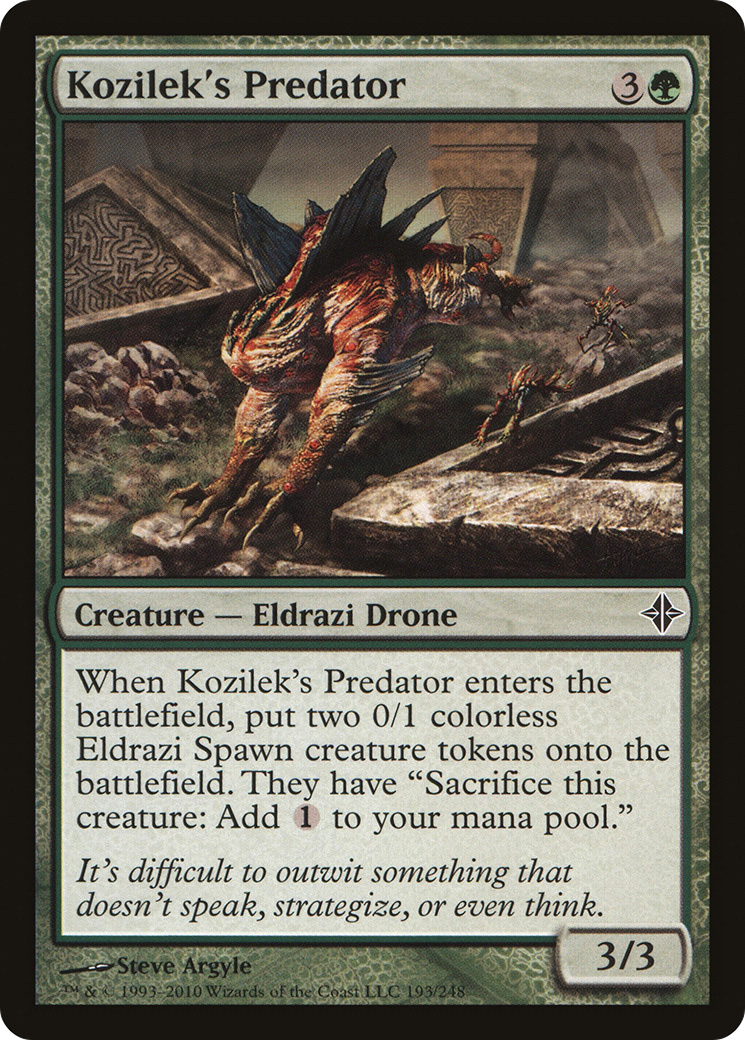 Kozilek's Predator 3
Creature — Eldrazi Drone
When Kozilek's Predator enters the
battlefield, put two 0/1 colorless
Eldrazi Spawn creature tokens onto the
battlefield. They have “Sacrifice this
creature: Add 1 to your mana pool.”
It's difficult to outwit something that
doesn't speak, strategize, or even think.
3/3
Steve Argyle
™ & © 1993–2010 Wizards of the Coast LLC 193/248